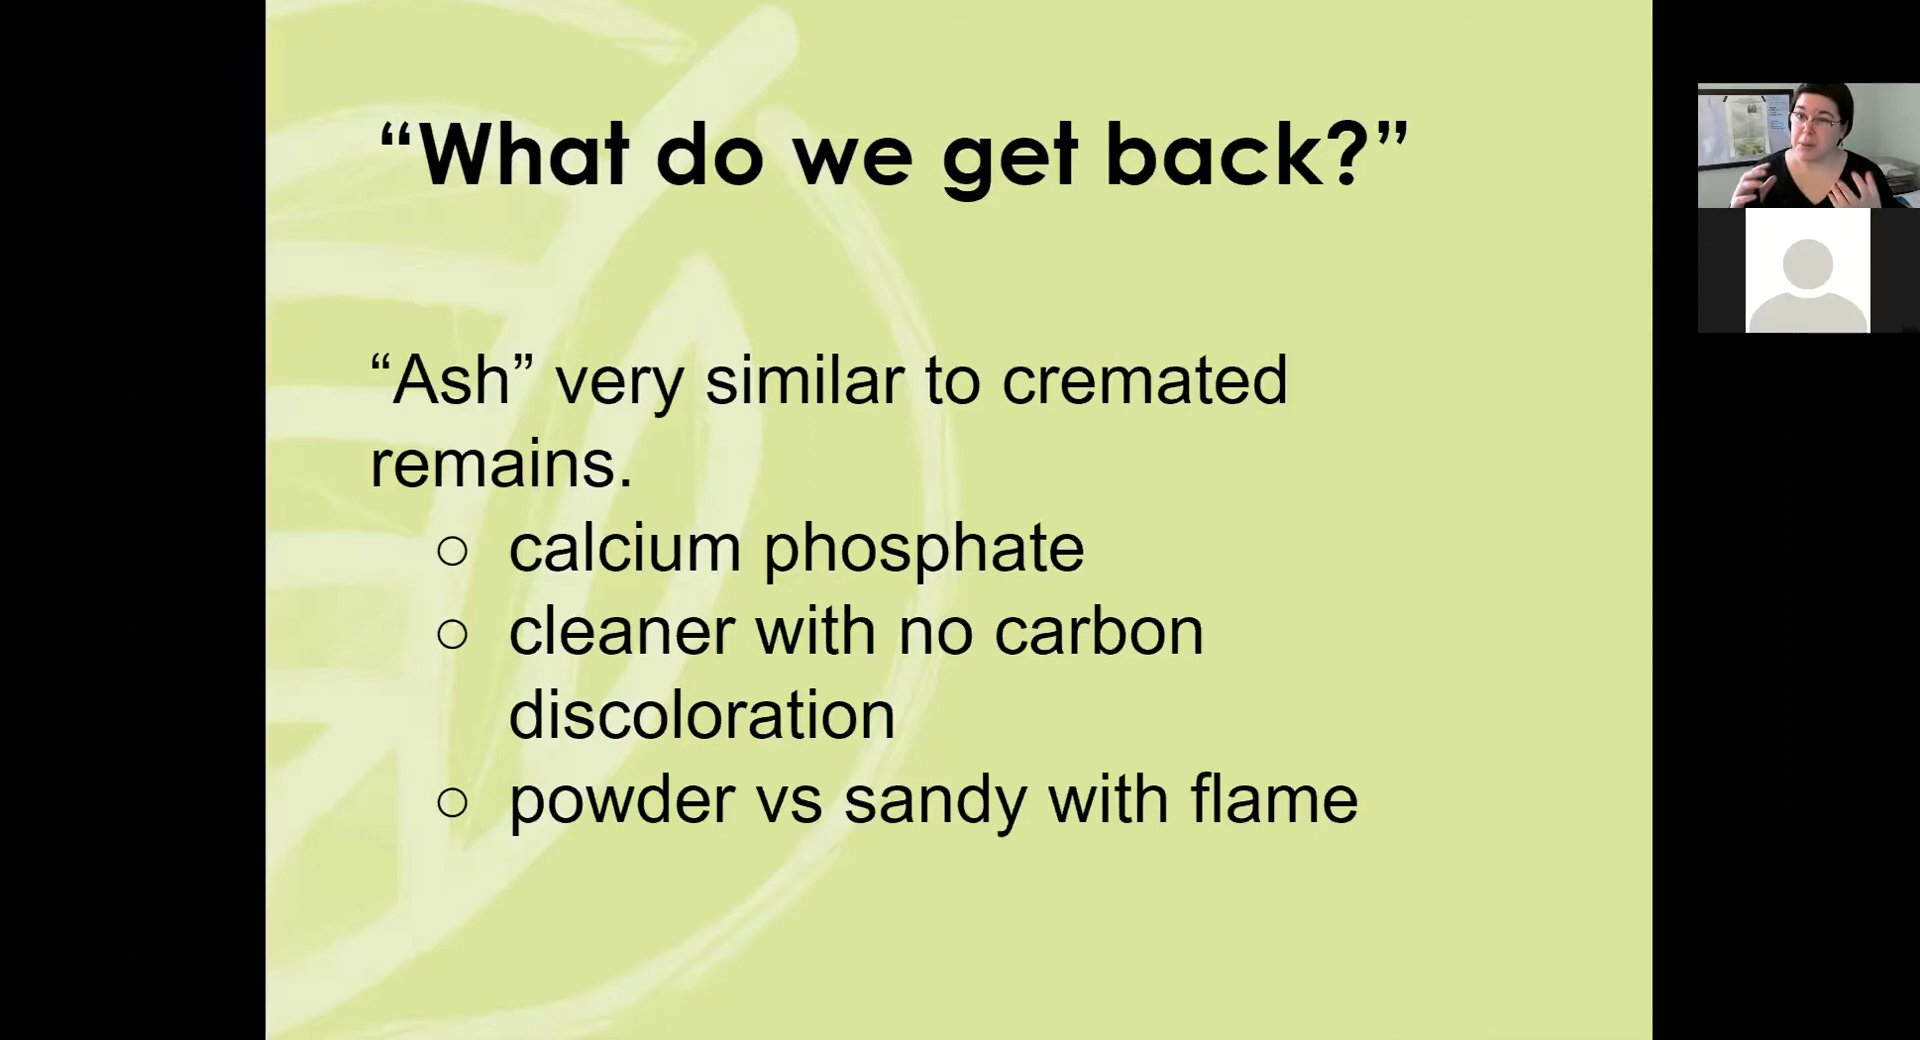 “What do we get back?”
“Ash” very similar to cremated
remains.
○ calcium phosphate
○ cleaner with no carbon
discoloration
○ powder vs sandy with flame